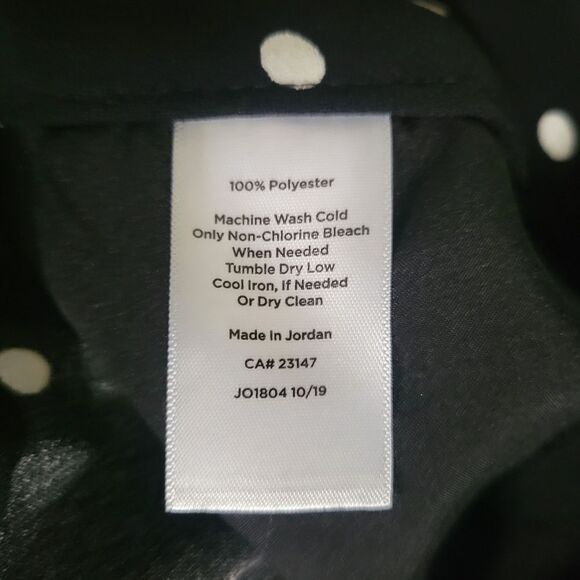 100% Polyester
Machine Wash Cold
Only Non-Chlorine Bleach
When Needed
Tumble Dry Low
Cool Iron, If Needed
Or Dry Clean
Made in Jordan
CA# 23147
JO1804 10/19